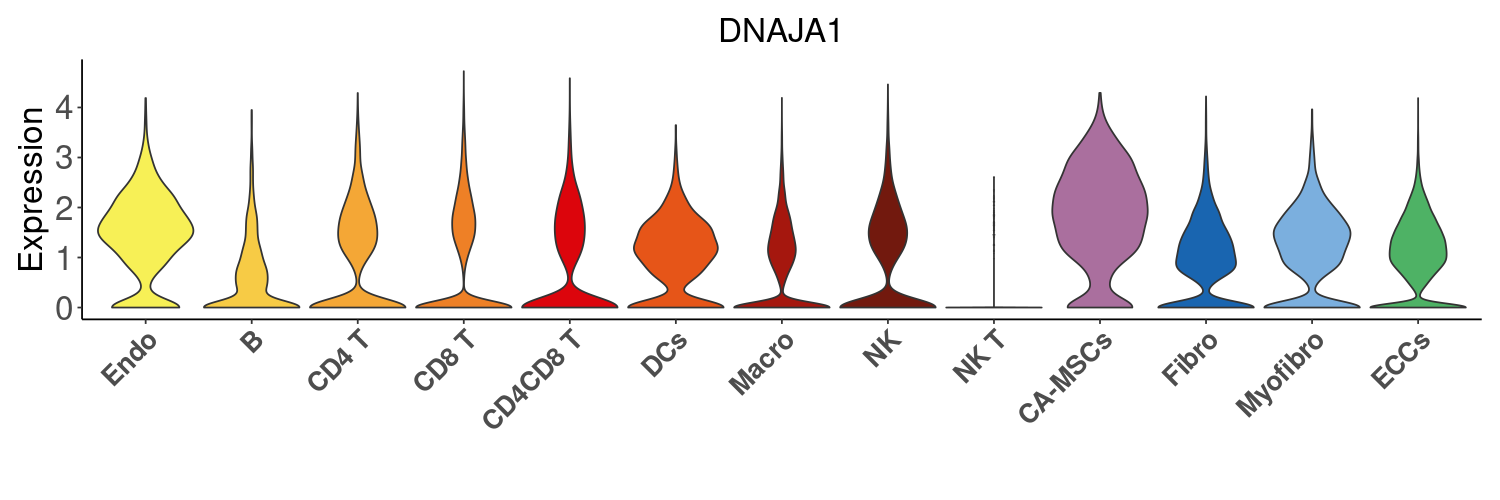 DNAJA1
Expression
4
3
2
1
0
Endo
B
CD4 T
CD8 T
CD4CD8 T
DCs
Macro
NK
NK T
CA-MSCs
Fibro
Myofibro
ECCs